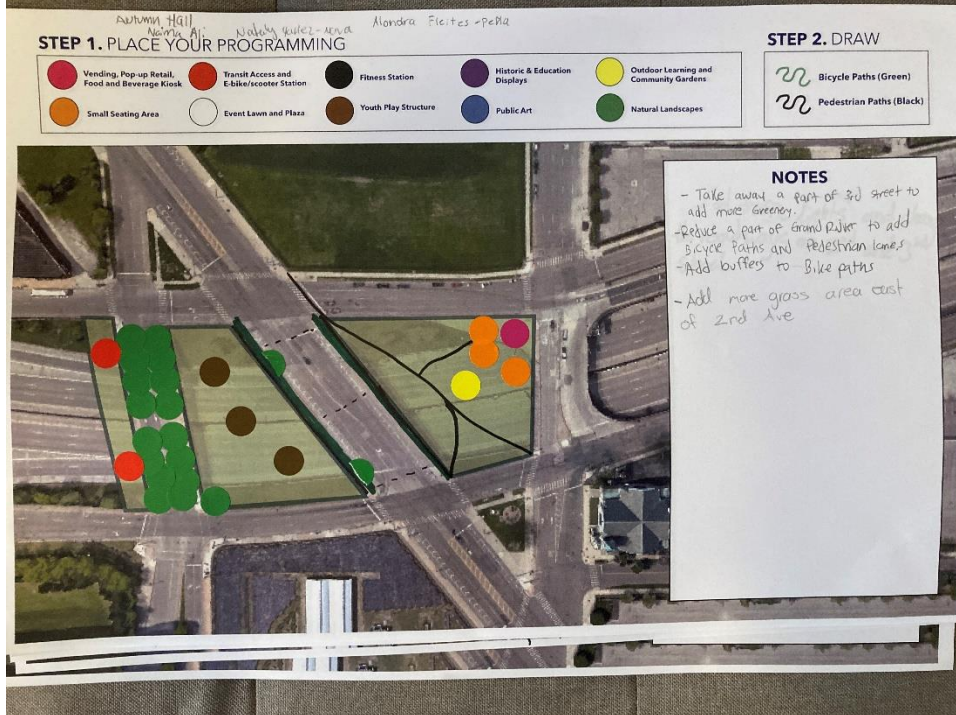 Autumn Hall
Naima Ali
Alondra Fleites-peña
STEP 1. PLACE YOUR PROGRAMMING
Vending, Pop-up Retail,
Food and Beverage Kiosk
Transit Access and
E-bike/scooter Station
Fitness Station
Historic & Education
Displays
Outdoor Learning and
Community Gardens
Small Seating Area
Event Lawn and Plaza
Youth Play Structure
Public Art
Natural Landscapes
STEP 2. DRAW
Bicycle Paths (Green)
Pedestrian Paths (Black)
NOTES
- Take away a part of 3rd street to
add more Greeney.
-Reduce a part of Grand River to add
Bicycle Paths and Pedestrian lanes
-Add buffers to Bike paths
-Add more grass area east
of 2nd Ave